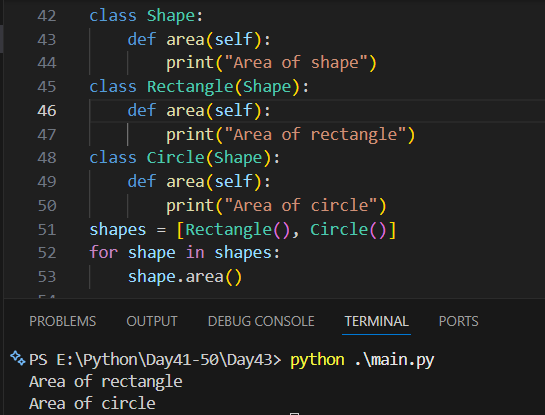 42 class Shape:
43     def area(self):
44         print("Area of shape")
45 class Rectangle(Shape):
46     def area(self):
47         print("Area of rectangle")
48 class Circle(Shape):
49     def area(self):
50         print("Area of circle")
51 shapes = [Rectangle(), Circle()]
52 for shape in shapes:
53     shape.area()
PROBLEMS OUTPUT DEBUG CONSOLE TERMINAL PORTS
PS E:\Python\Day41-50\Day43> python .\main.py
Area of rectangle
Area of circle